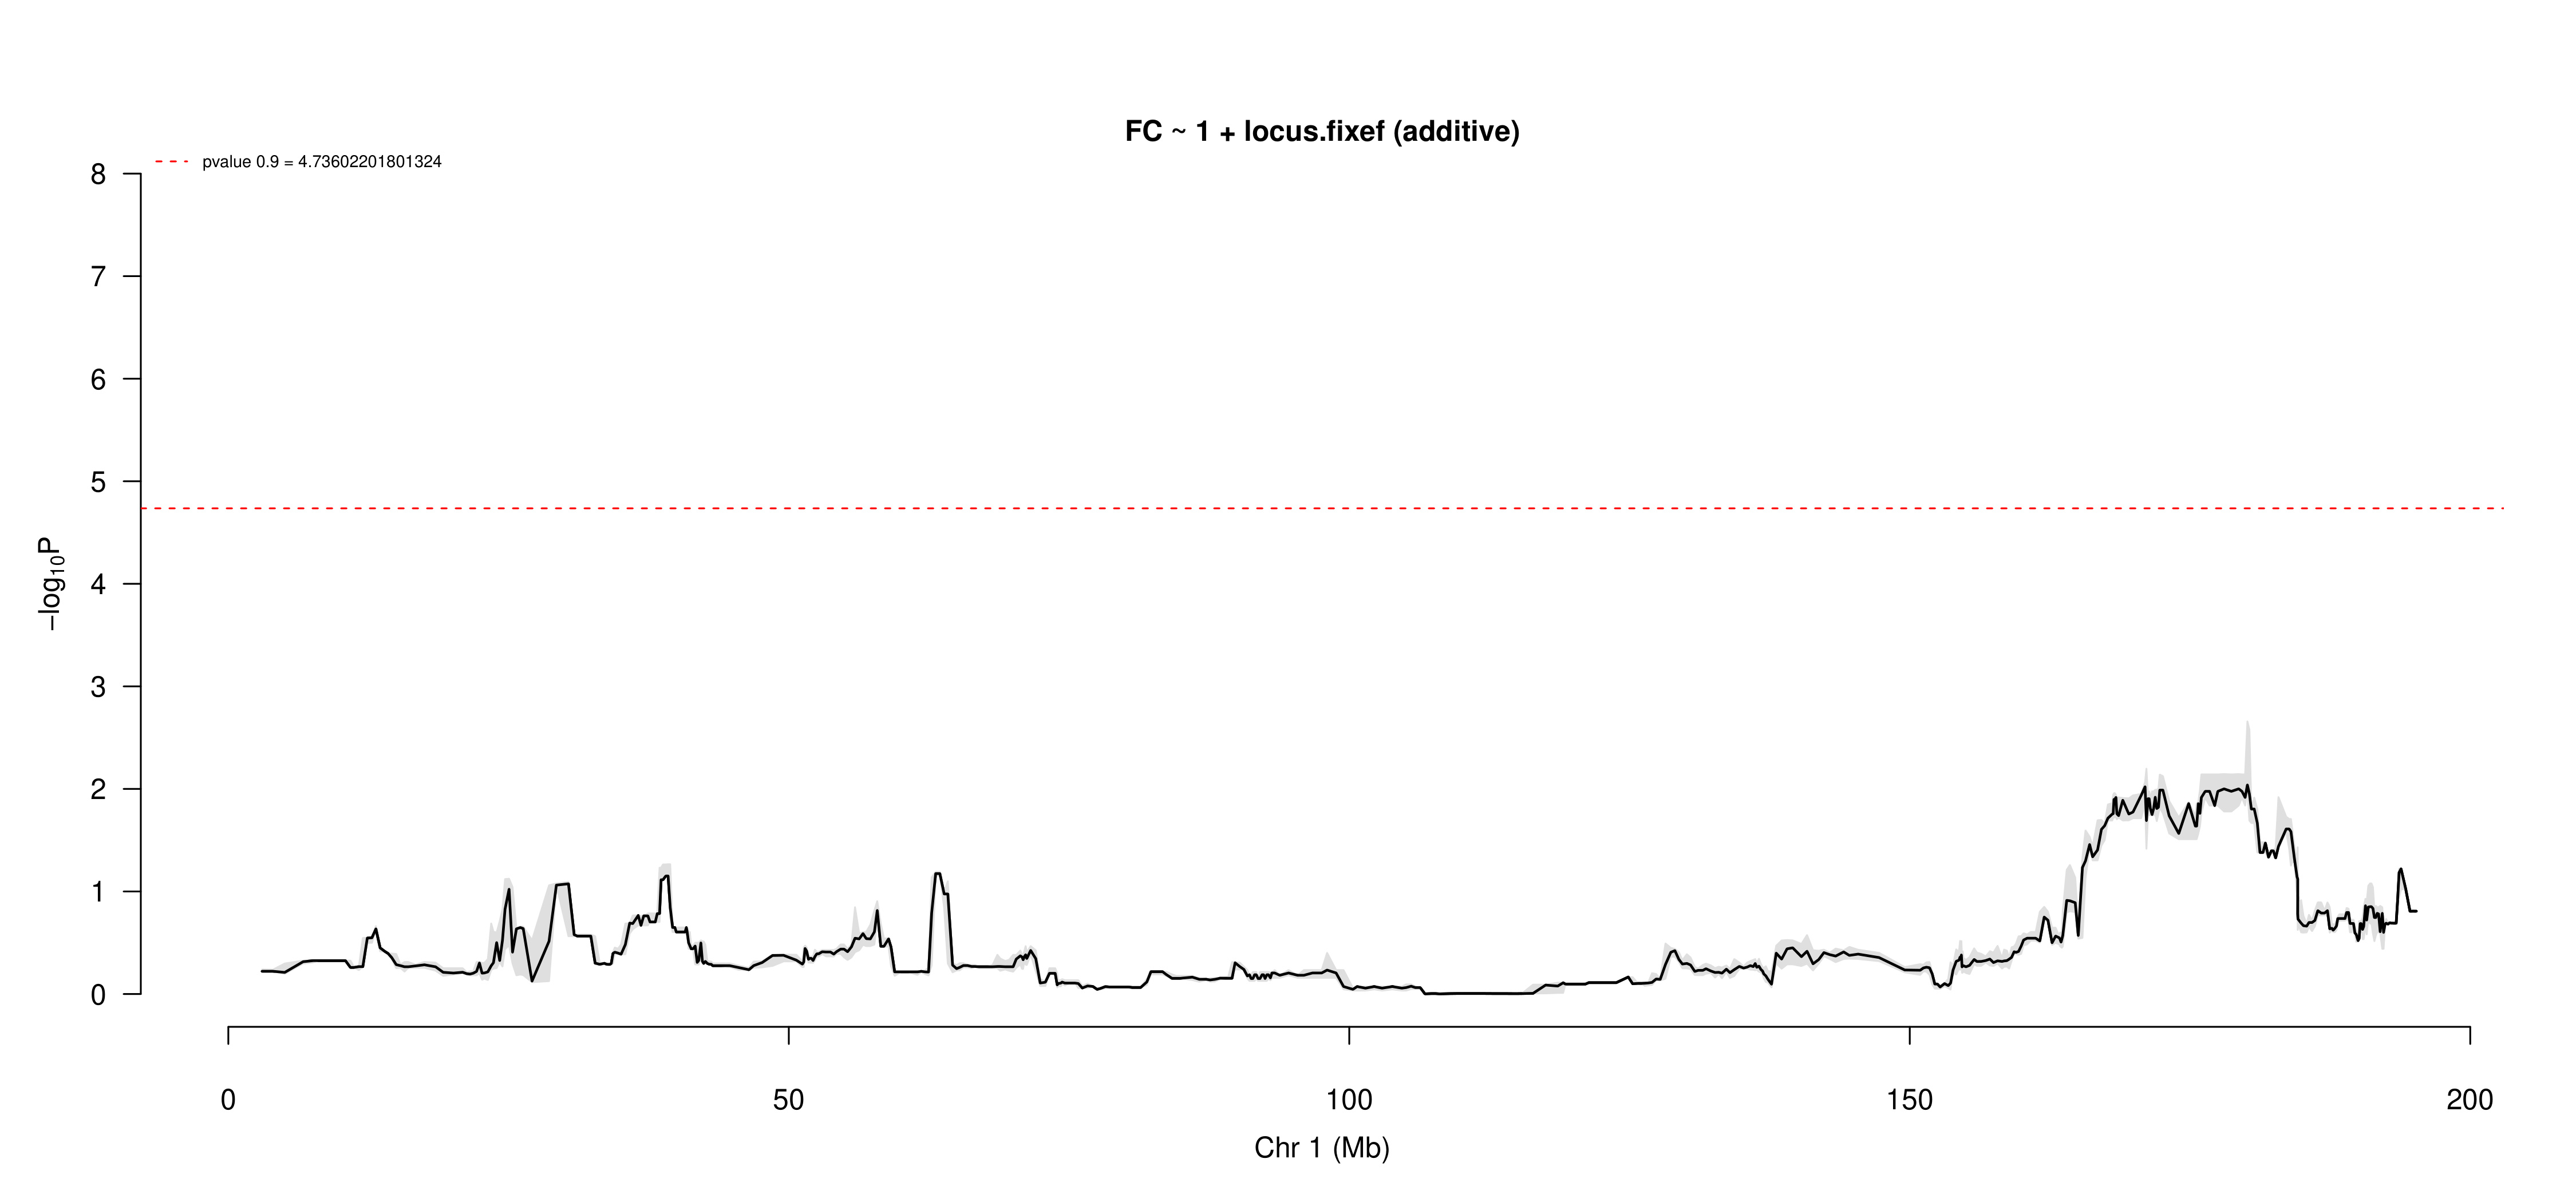 FC ~ 1 + locus.fixef (additive)
pvalue 0.9 = 4.73602201801324
8
7
6
5
4
3
2
1
0
−log10P
0 50 100 150 200
Chr 1 (Mb)